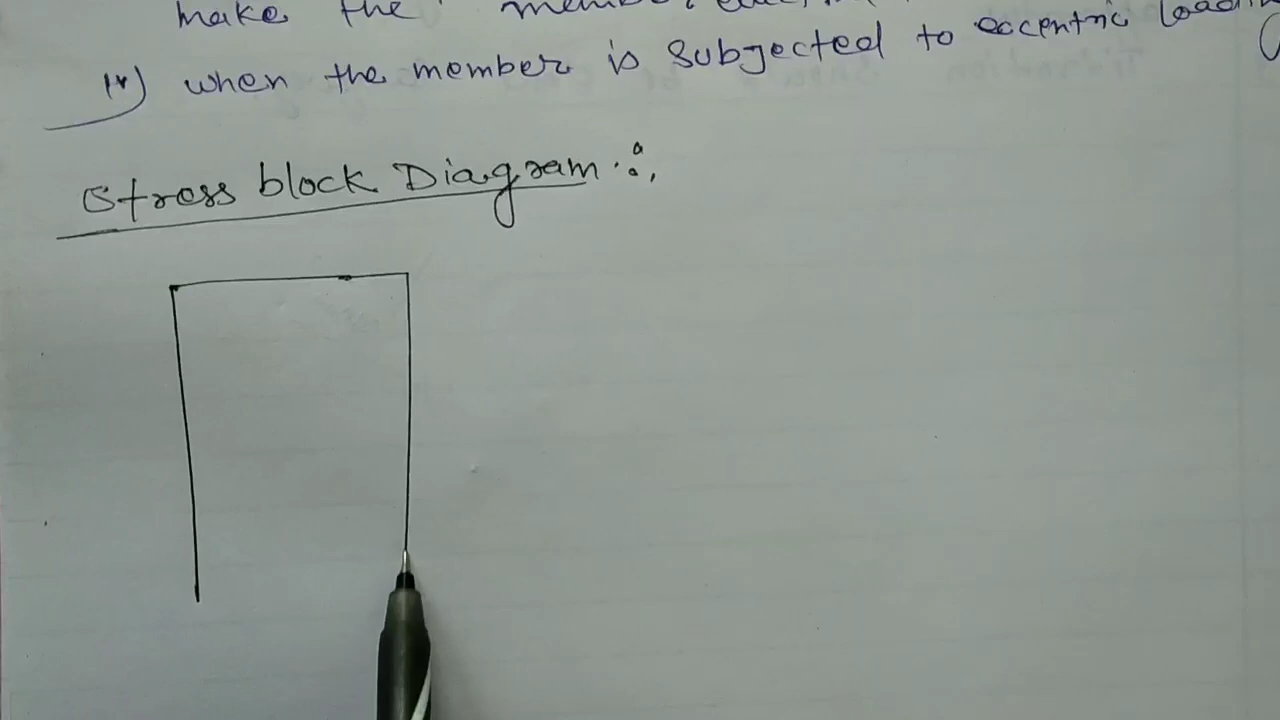 make the
iv) when the member is subjected to eccentric
Stress block Diagram :-